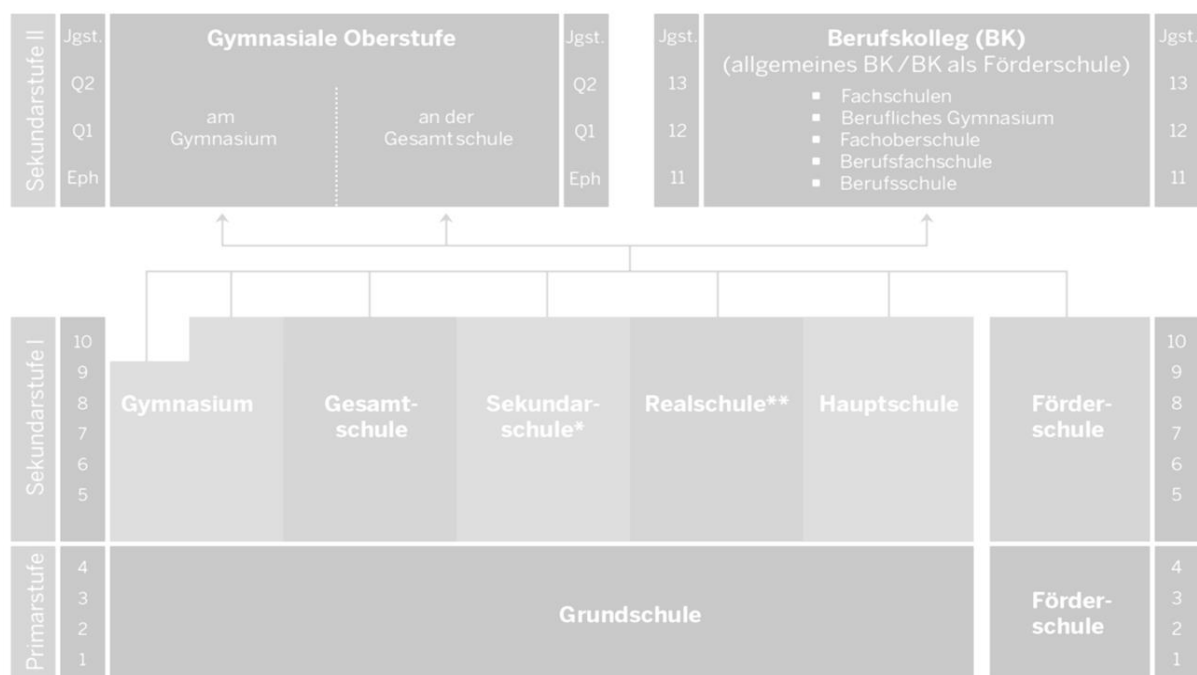 Sekundarstufe II
Jgst.
Q2
Q1
Eph
Gymnasiale Oberstufe
am
Gymnasium
an der
Gesamtschule
Jgst.
Q2
Q1
Eph
Jgst.
13
12
11
Berufskolleg (BK)
(allgemeines BK/BK als Förderschule)
▪ Fachschulen
▪ Berufliches Gymnasium
▪ Fachoberschule
▪ Berufsfachschule
▪ Berufsschule
Jgst.
13
12
11
Sekundarstufe I
10
9
8
7
6
5
Gymnasium
Gesamt-
schule
Sekundar-
schule*
Realschule**
Hauptschule
Förder-
schule
10
9
8
7
6
5
Primarstufe
4
3
2
1
Grundschule
Förder-
schule
4
3
2
1